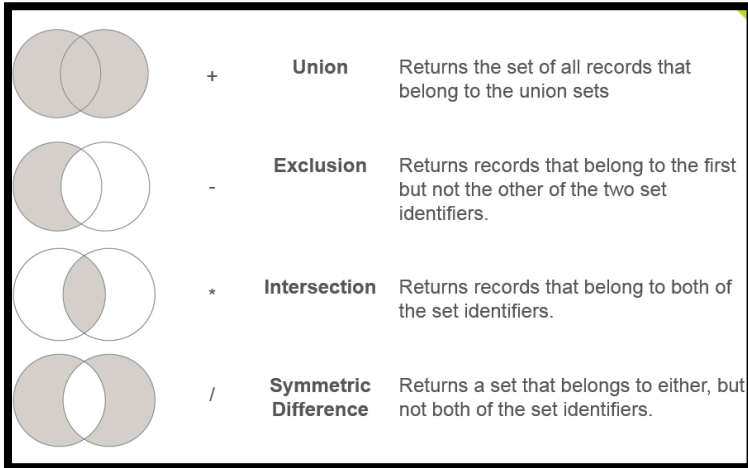 + Union Returns the set of all records that
belong to the union sets
- Exclusion Returns records that belong to the first
but not the other of the two set
identifiers.
* Intersection Returns records that belong to both of
the set identifiers.
/ Symmetric Returns a set that belongs to either, but
Difference not both of the set identifiers.